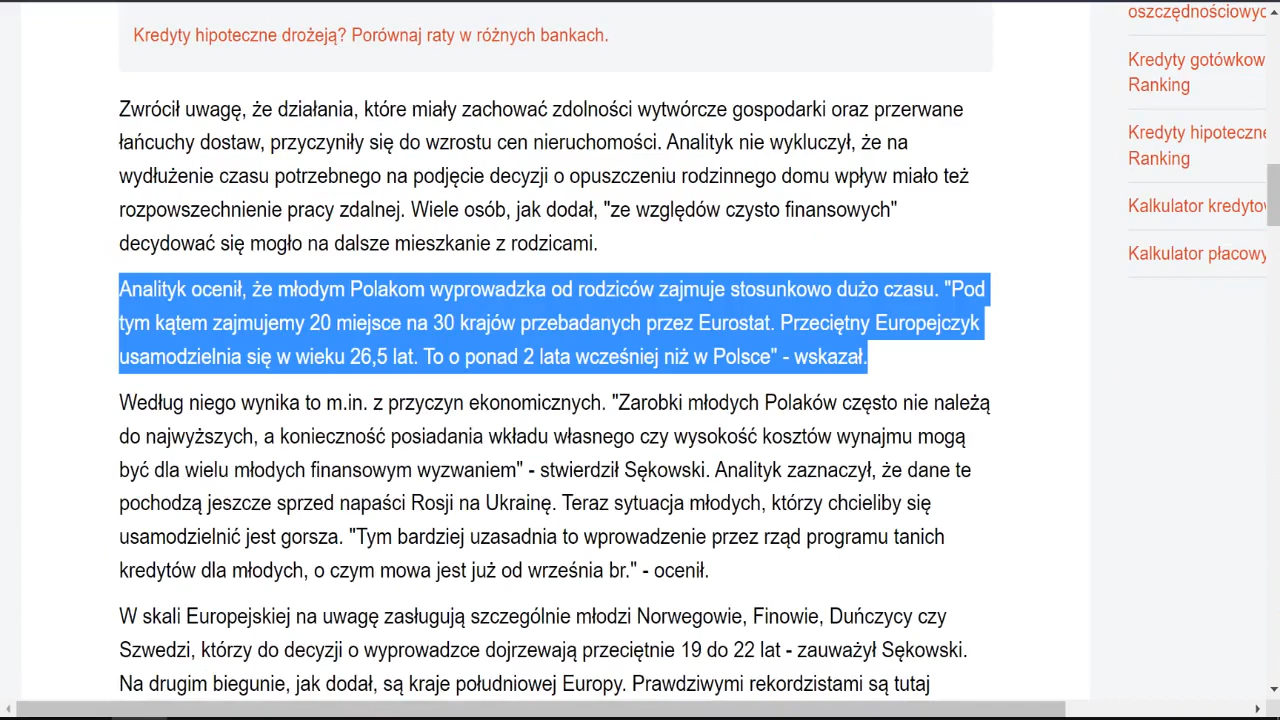 Kredyty hipoteczne drożeją? Porównaj raty w różnych bankach.
Zwrócił uwagę, że działania, które miały zachować zdolności wytwórcze gospodarki oraz przerwane
łańcuchy dostaw, przyczyniły się do wzrostu cen nieruchomości. Analityk nie wykluczył, że na
wydłużenie czasu potrzebnego na podjęcie decyzji o opuszczeniu rodzinnego domu wpływ miało też
rozpowszechnienie pracy zdalnej. Wiele osób, jak dodał, "ze względów czysto finansowych"
decydować się mogło na dalsze mieszkanie z rodzicami.
Analityk ocenił, że młodym Polakom wyprowadzka od rodziców zajmuje stosunkowo dużo czasu. "Pod
tym kątem zajmujemy 20 miejsce na 30 krajów przebadanych przez Eurostat. Przeciętny Europejczyk
usamodzielnia się w wieku 26,5 lat. To o ponad 2 lata wcześniej niż w Polsce" - wskazał.
Według niego wynika to m.in. z przyczyn ekonomicznych. "Zarobki młodych Polaków często nie należą
do najwyższych, a konieczność posiadania wkładu własnego czy wysokość kosztów wynajmu mogą
być dla wielu młodych finansowym wyzwaniem" - stwierdził Sękowski. Analityk zaznaczył, że dane te
pochodzą jeszcze sprzed napaści Rosji na Ukrainę. Teraz sytuacja młodych, którzy chcieliby się
usamodzielnić jest gorsza. "Tym bardziej uzasadnia to wprowadzenie przez rząd programu tanich
kredytów dla młodych, o czym mowa jest już od września br." - ocenił.
W skali Europejskiej na uwagę zasługują szczególnie młodzi Norwegowie, Finowie, Duńczycy czy
Szwedzi, którzy do decyzji o wyprowadzce dojrzewają przeciętnie 19 do 22 lat - zauważył Sękowski.
Na drugim biegunie, jak dodał, są kraje południowej Europy. Prawdziwymi rekordzistami są tutaj
oszczędnościowyc
Kredyty gotówkow
Ranking
Kredyty hipoteczne
Ranking
Kalkulator kredytow
Kalkulator płacowy